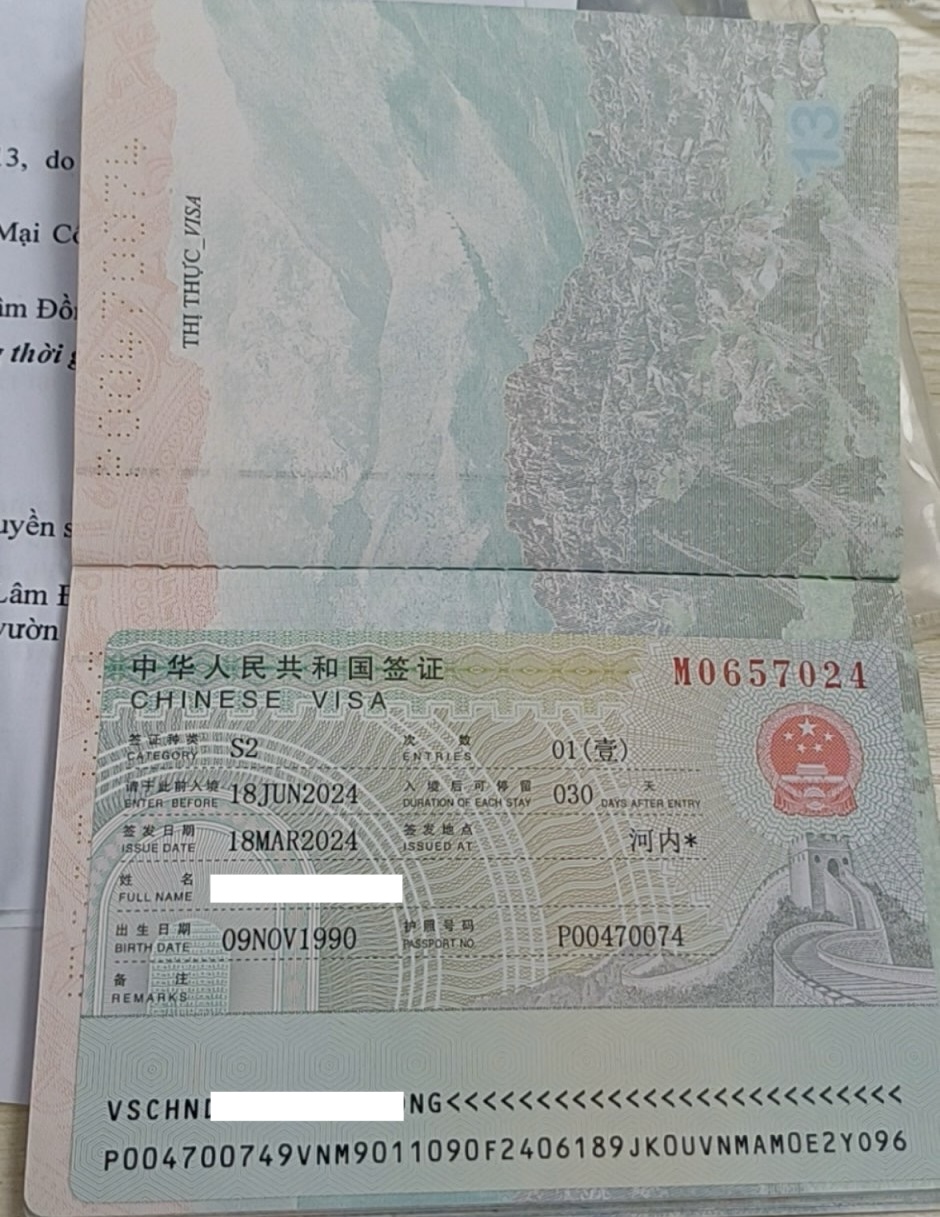 13, do
Mại Cô
âm Đồn
thời g
uyền s
Lâm Đ
vườn
13
THỊ THỰC_VISA
中华人民共和国签证
CHINESE VISA
M0657024
签证种类 CATEGORY S2 次数 ENTRIES 01(壹)
请于此前入境 ENTER BEFORE 18JUN2024 入境后可停留 DURATION OF EACH STAY 030 天 DAYS AFTER ENTRY
签发日期 ISSUE DATE 18MAR2024 签发地点 ISSUED AT 河内*
姓名 FULL NAME
出生日期 BIRTH DATE 09NOV1990 护照号码 PASSPORT NO. P00470074
备注 REMARKS
VSCHN NG<<<<<<<<<<<<<<<<<<<<<<<<<<
P004700749VNM9011090F2406189JK0UVNMAM0E2Y096